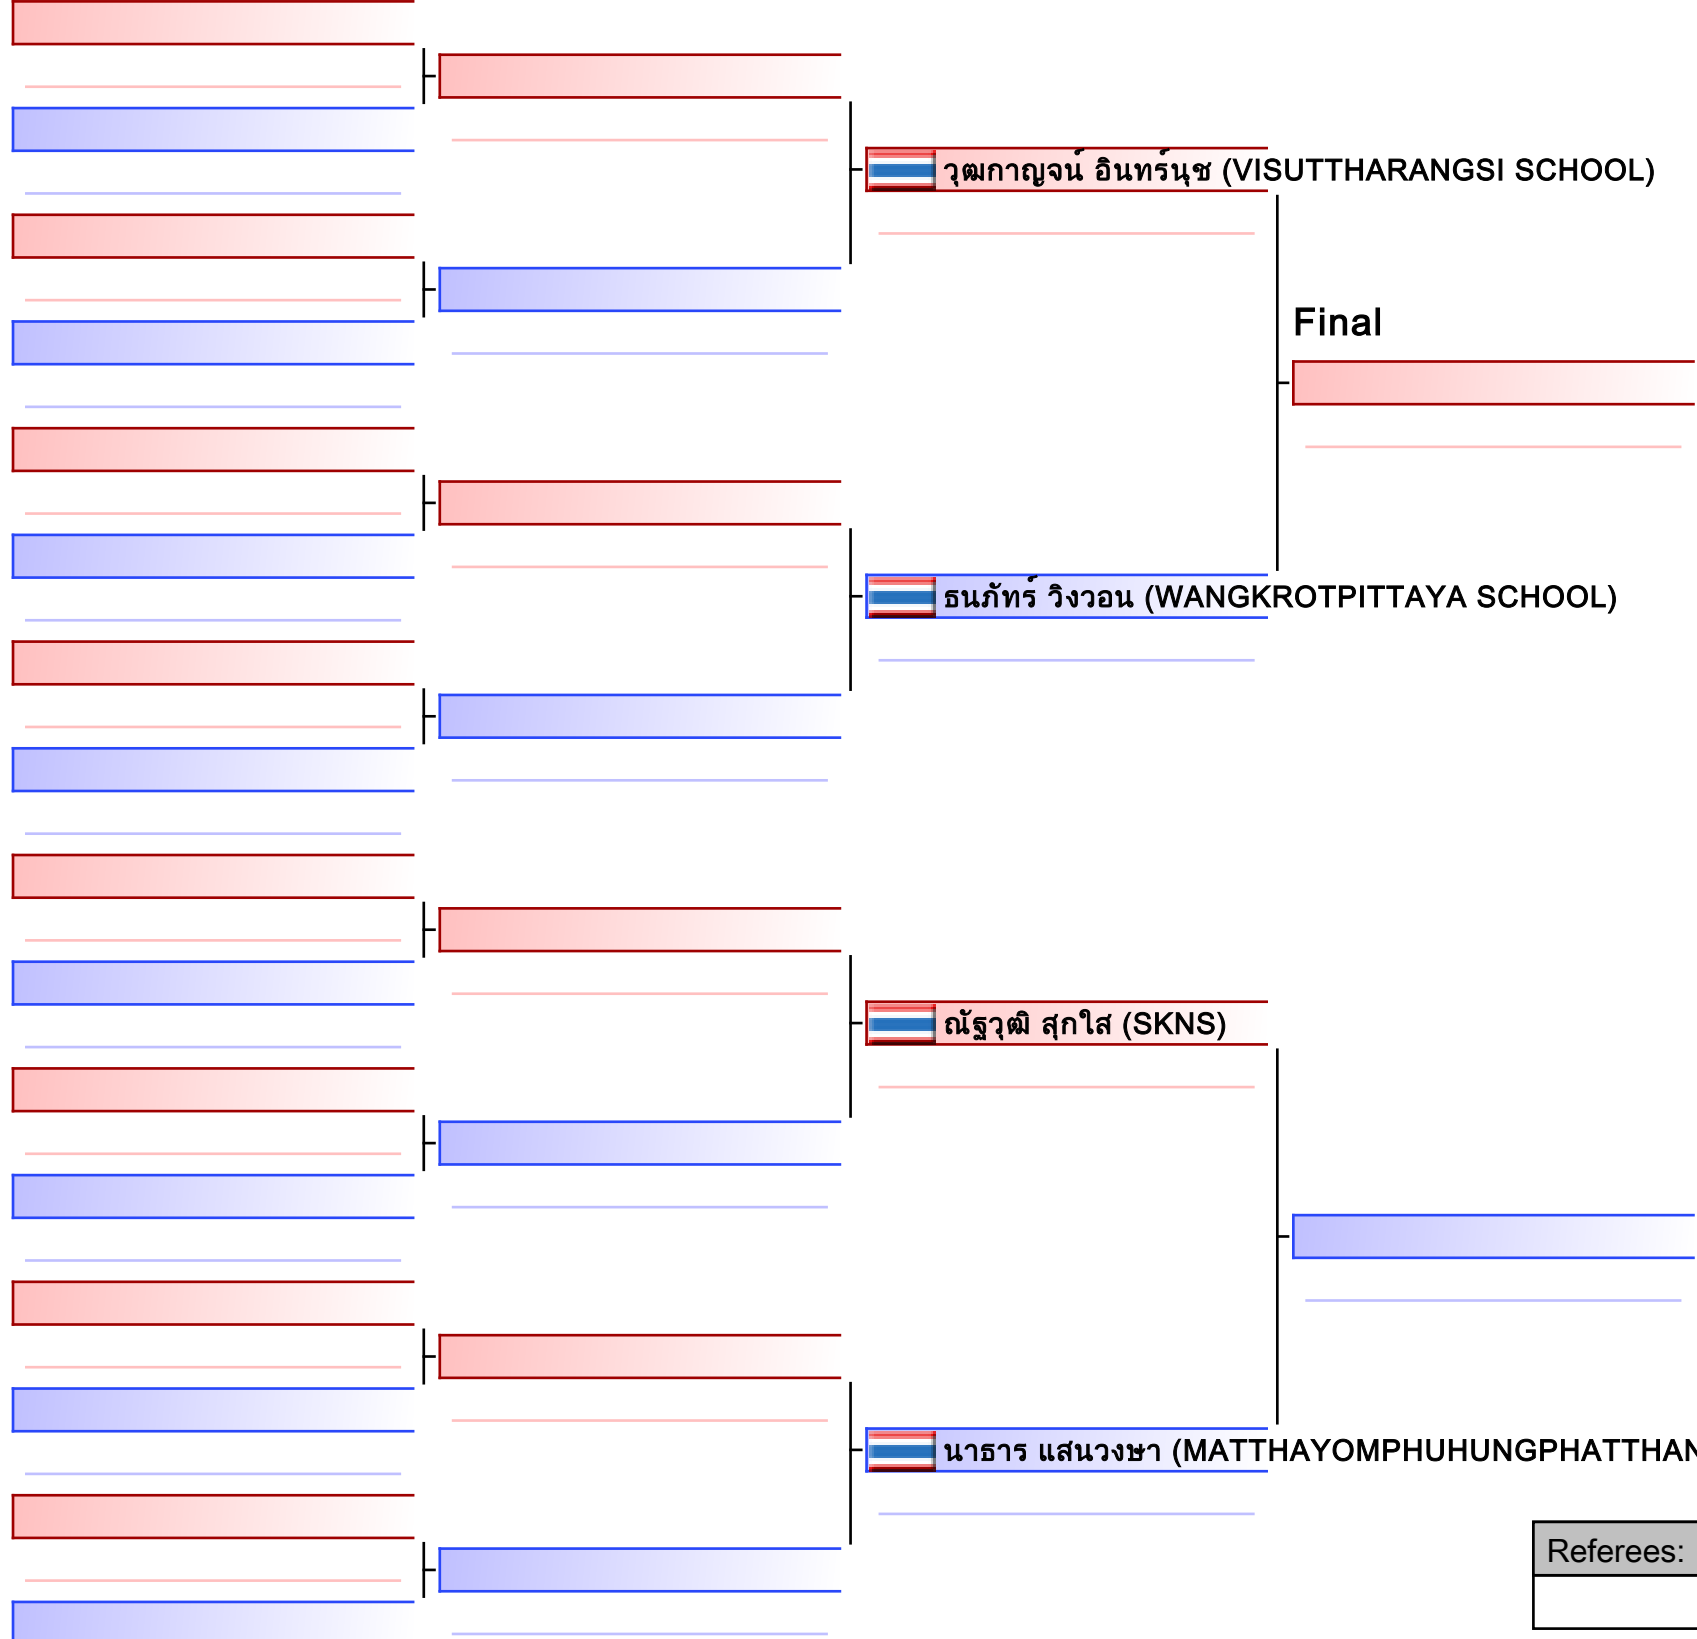 วุฒกาญจน์ อินทร์นุช (VISUTTHARANGSI SCHOOL)
Final
ธนภัทร์ วิงวอน (WANGKROTPITTAYA SCHOOL)
ณัฐวุฒิ สุกใส (SKNS)
นาธาร แสนวงษา (MATTHAYOMPHUHUNGPHATTHAN
Referees: